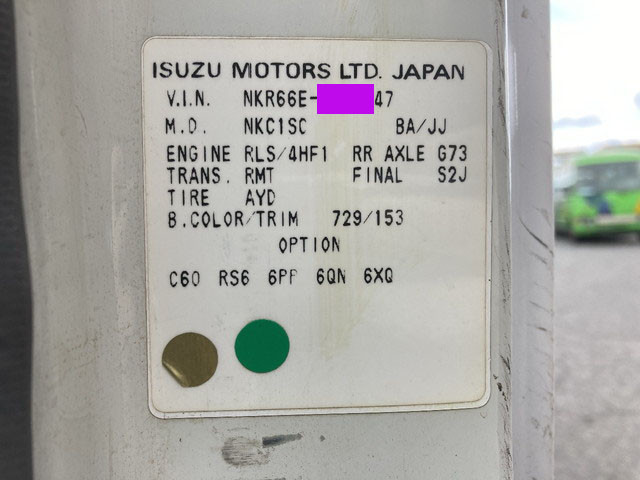 ISUZU MOTORS LTD. JAPAN
V.I.N. NKR66E- 47
M.D. NKC1SC BA/JJ
ENGINE RLS/4HF1 RR AXLE G73
TRANS. RMT FINAL S2J
TIRE AYD
B.COLOR/TRIM 729/153
OPTION
C60 RS6 6PP 6QN 6XQ